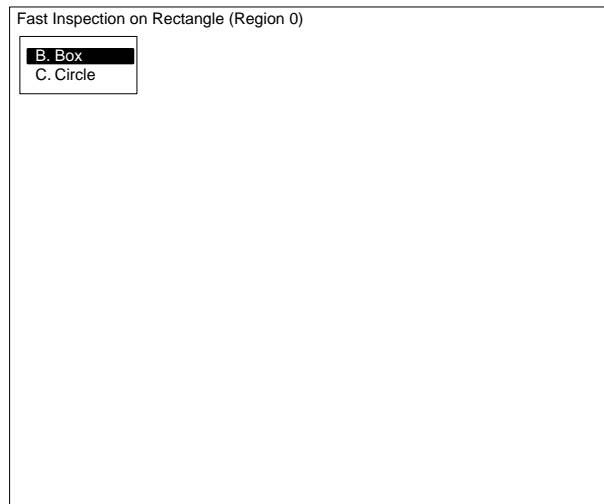 Fast Inspection on Rectangle (Region 0)
B. Box
C. Circle